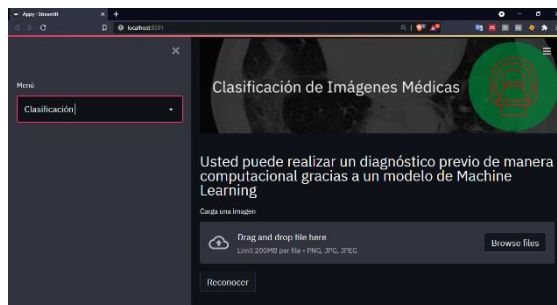 Appy · Streamlit
localhost:8501
Menú
Clasificación
Clasificación de Imágenes Médicas
Usted puede realizar un diagnóstico previo de manera
computacional gracias a un modelo de Machine
Learning
Carga una imagen
Drag and drop file here
Limit 200MB per file • PNG, JPG, JPEG
Browse files
Reconocer